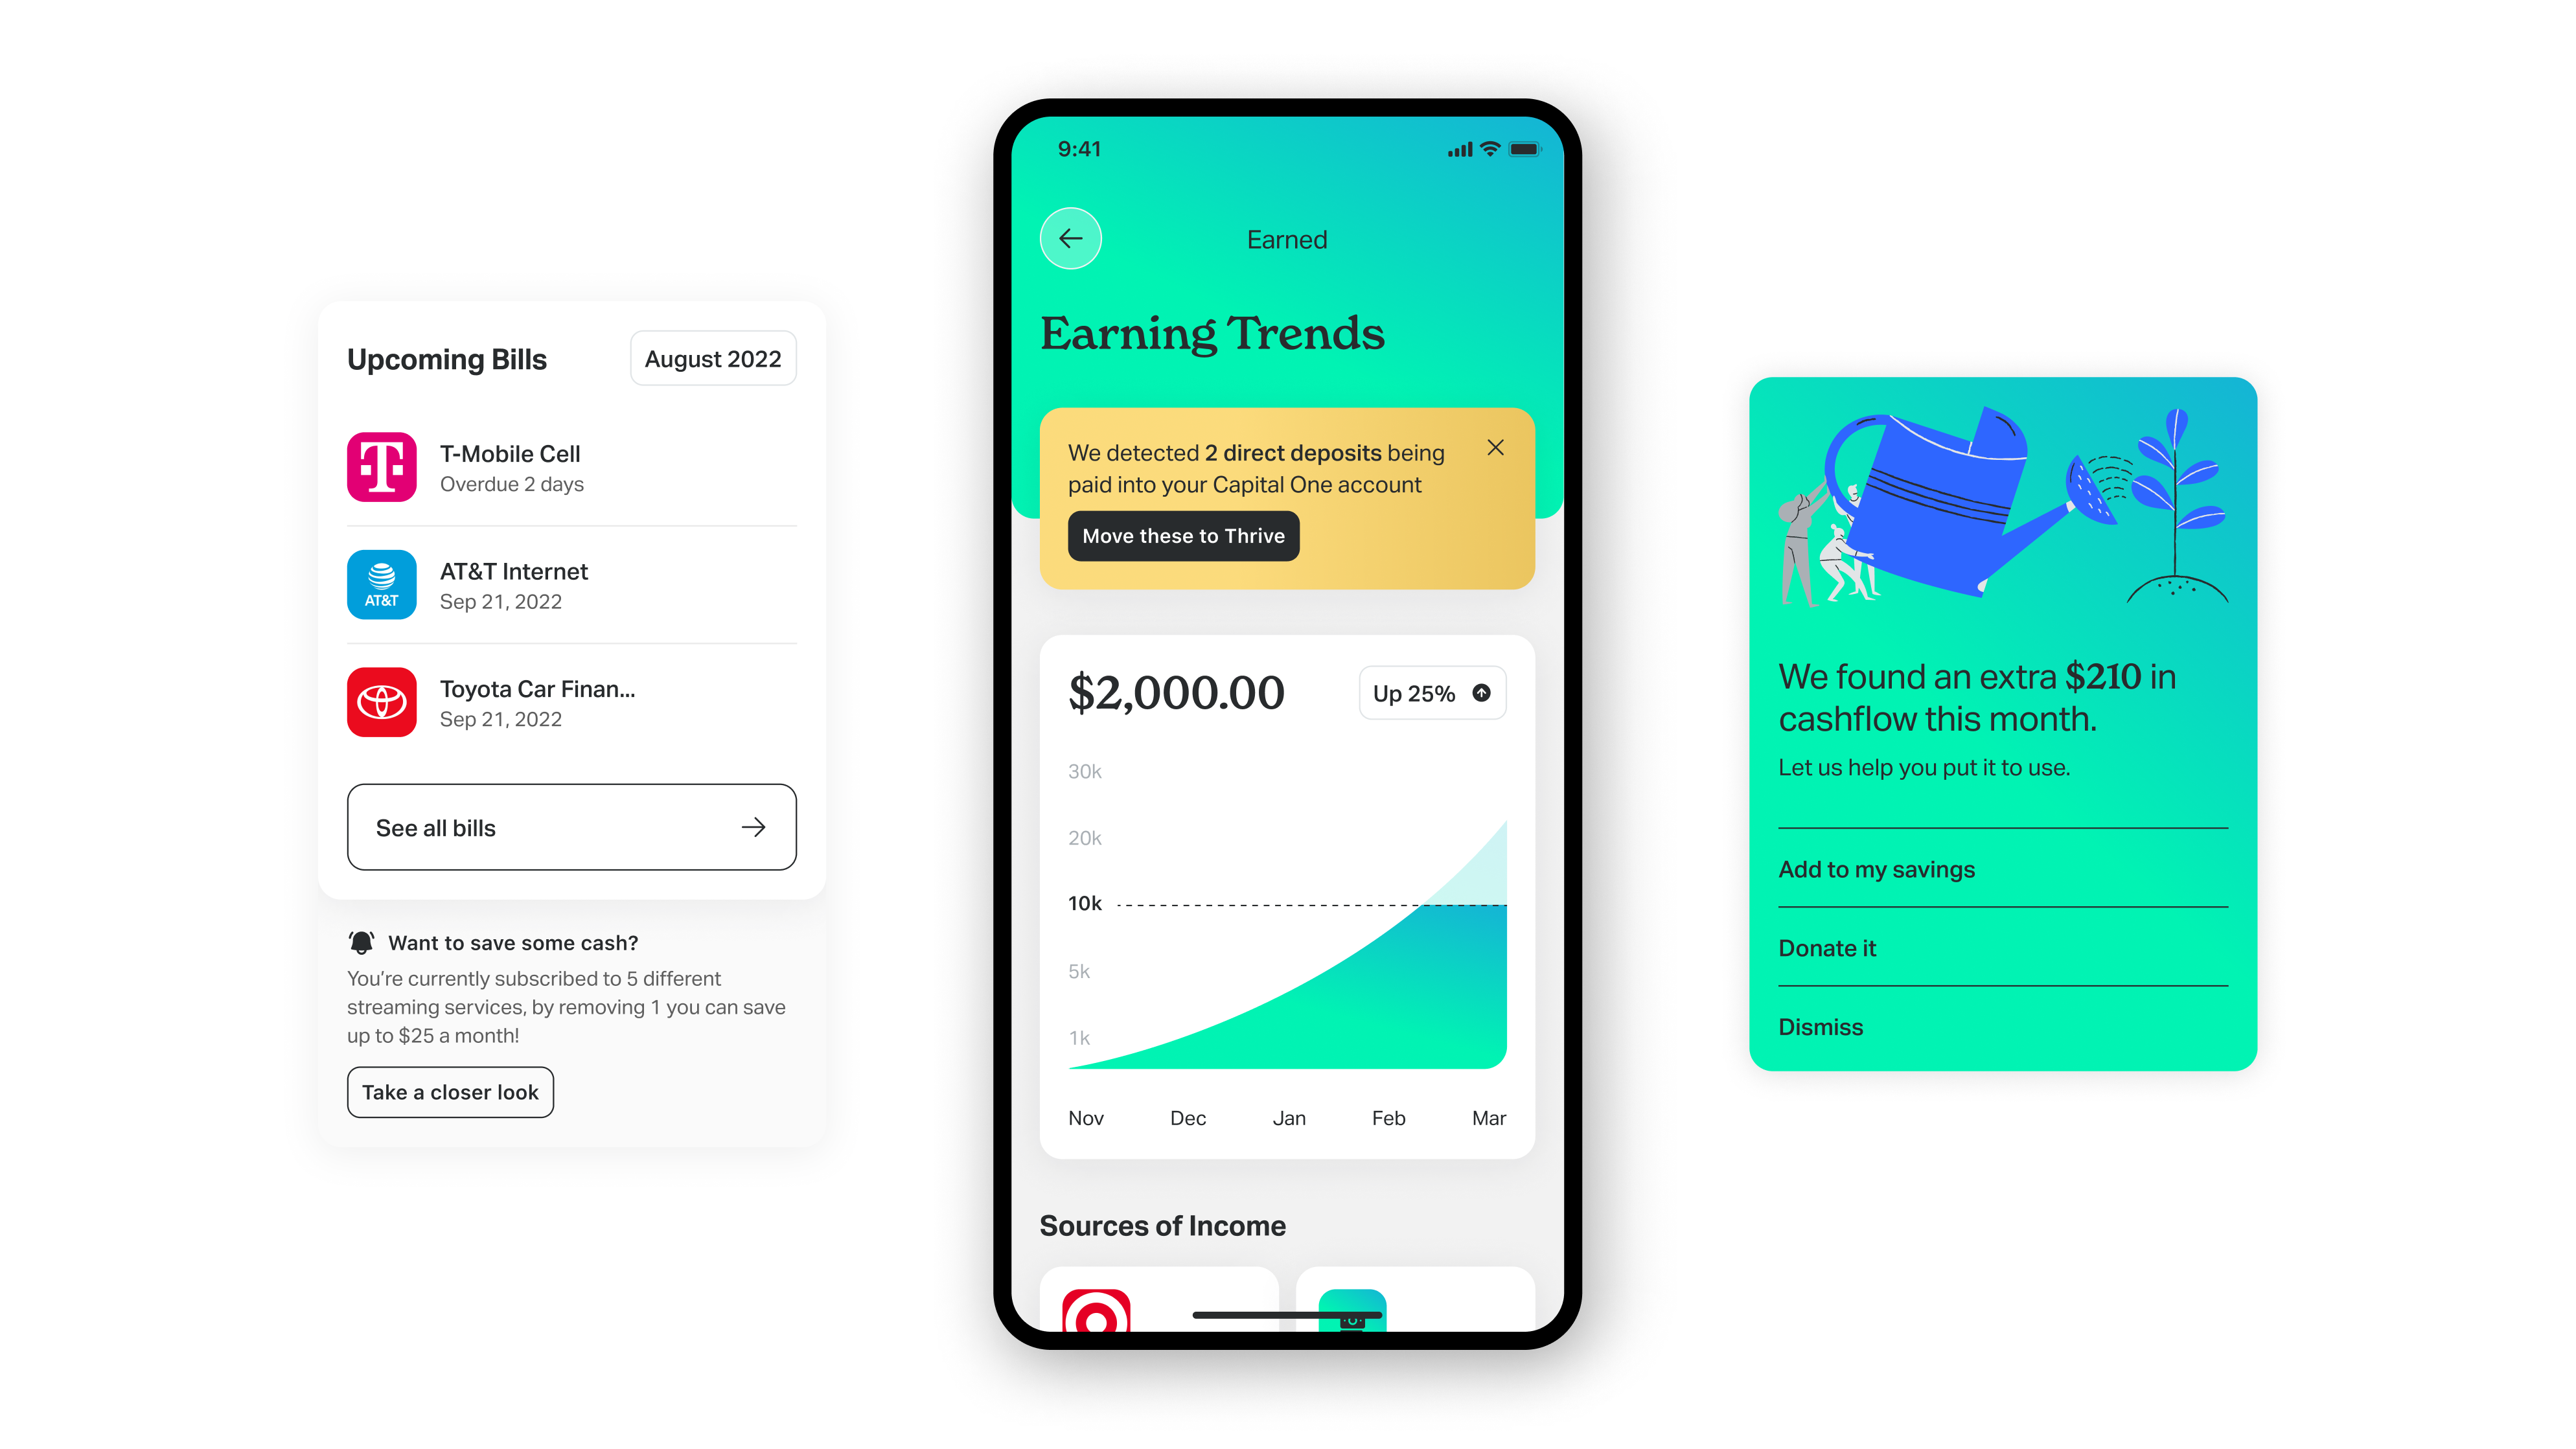 Upcoming Bills
August 2022
T-Mobile Cell
Overdue 2 days
AT&T
AT&T Internet
Sep 21, 2022
Toyota Car Finan...
Sep 21, 2022
See all bills
Want to save some cash?
You’re currently subscribed to 5 different
streaming services, by removing 1 you can save
up to $25 a month!
Take a closer look
9:41
Earned
Earning Trends
We detected 2 direct deposits being
paid into your Capital One account
Move these to Thrive
$2,000.00
Up 25%
30k
20k
10k
5k
1k
Nov Dec Jan Feb Mar
Sources of Income
We found an extra $210 in
cashflow this month.
Let us help you put it to use.
Add to my savings
Donate it
Dismiss